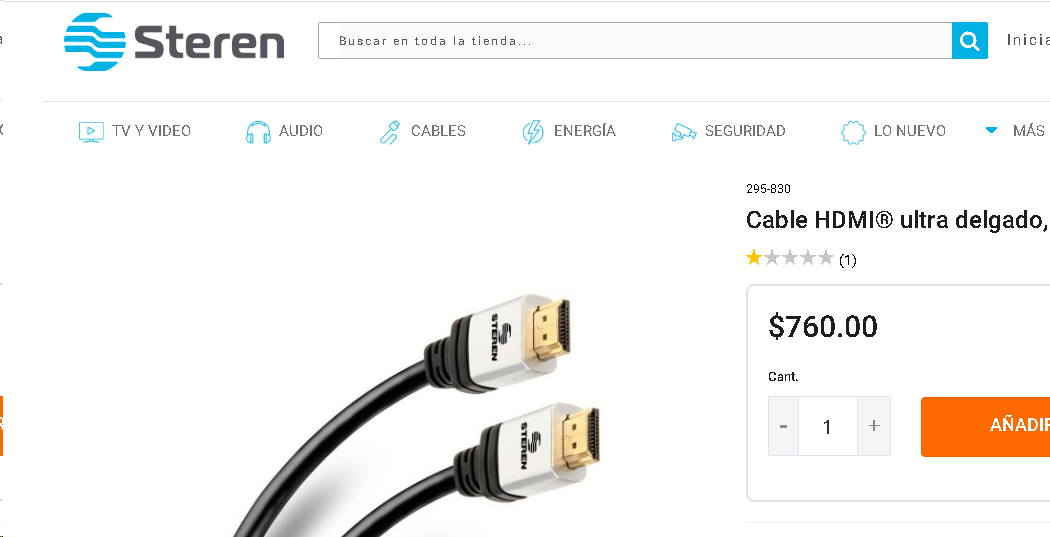 Steren
Buscar en toda la tienda...
Inicia
TV Y VIDEO
AUDIO
CABLES
ENERGÍA
SEGURIDAD
LO NUEVO
MÁS
295-830
Cable HDMI® ultra delgado,
(1)
$760.00
Cant.
- 1 +
AÑADIR
STEREN
STEREN